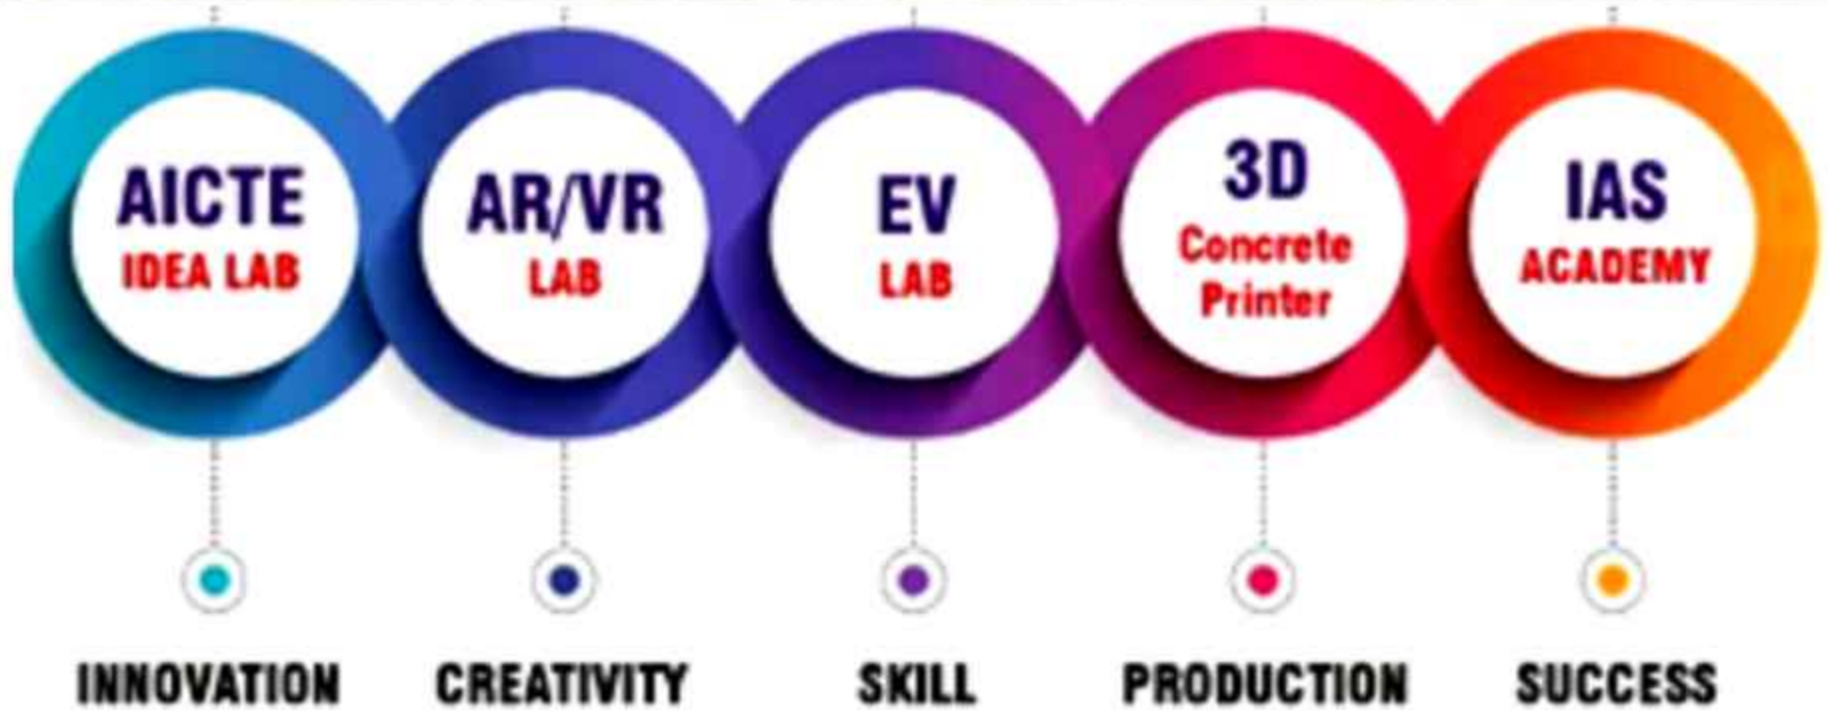 AICTE
IDEA LAB
AR/VR
LAB
EV
LAB
3D
Concrete
Printer
IAS
ACADEMY
INNOVATION
CREATIVITY
SKILL
PRODUCTION
SUCCESS